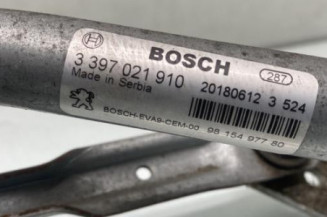 BOSCH
287
3 397 021 910
20180612 3 524
Made in Serbia
BOSCH-EVA9-CEM-00 98 154 977 80